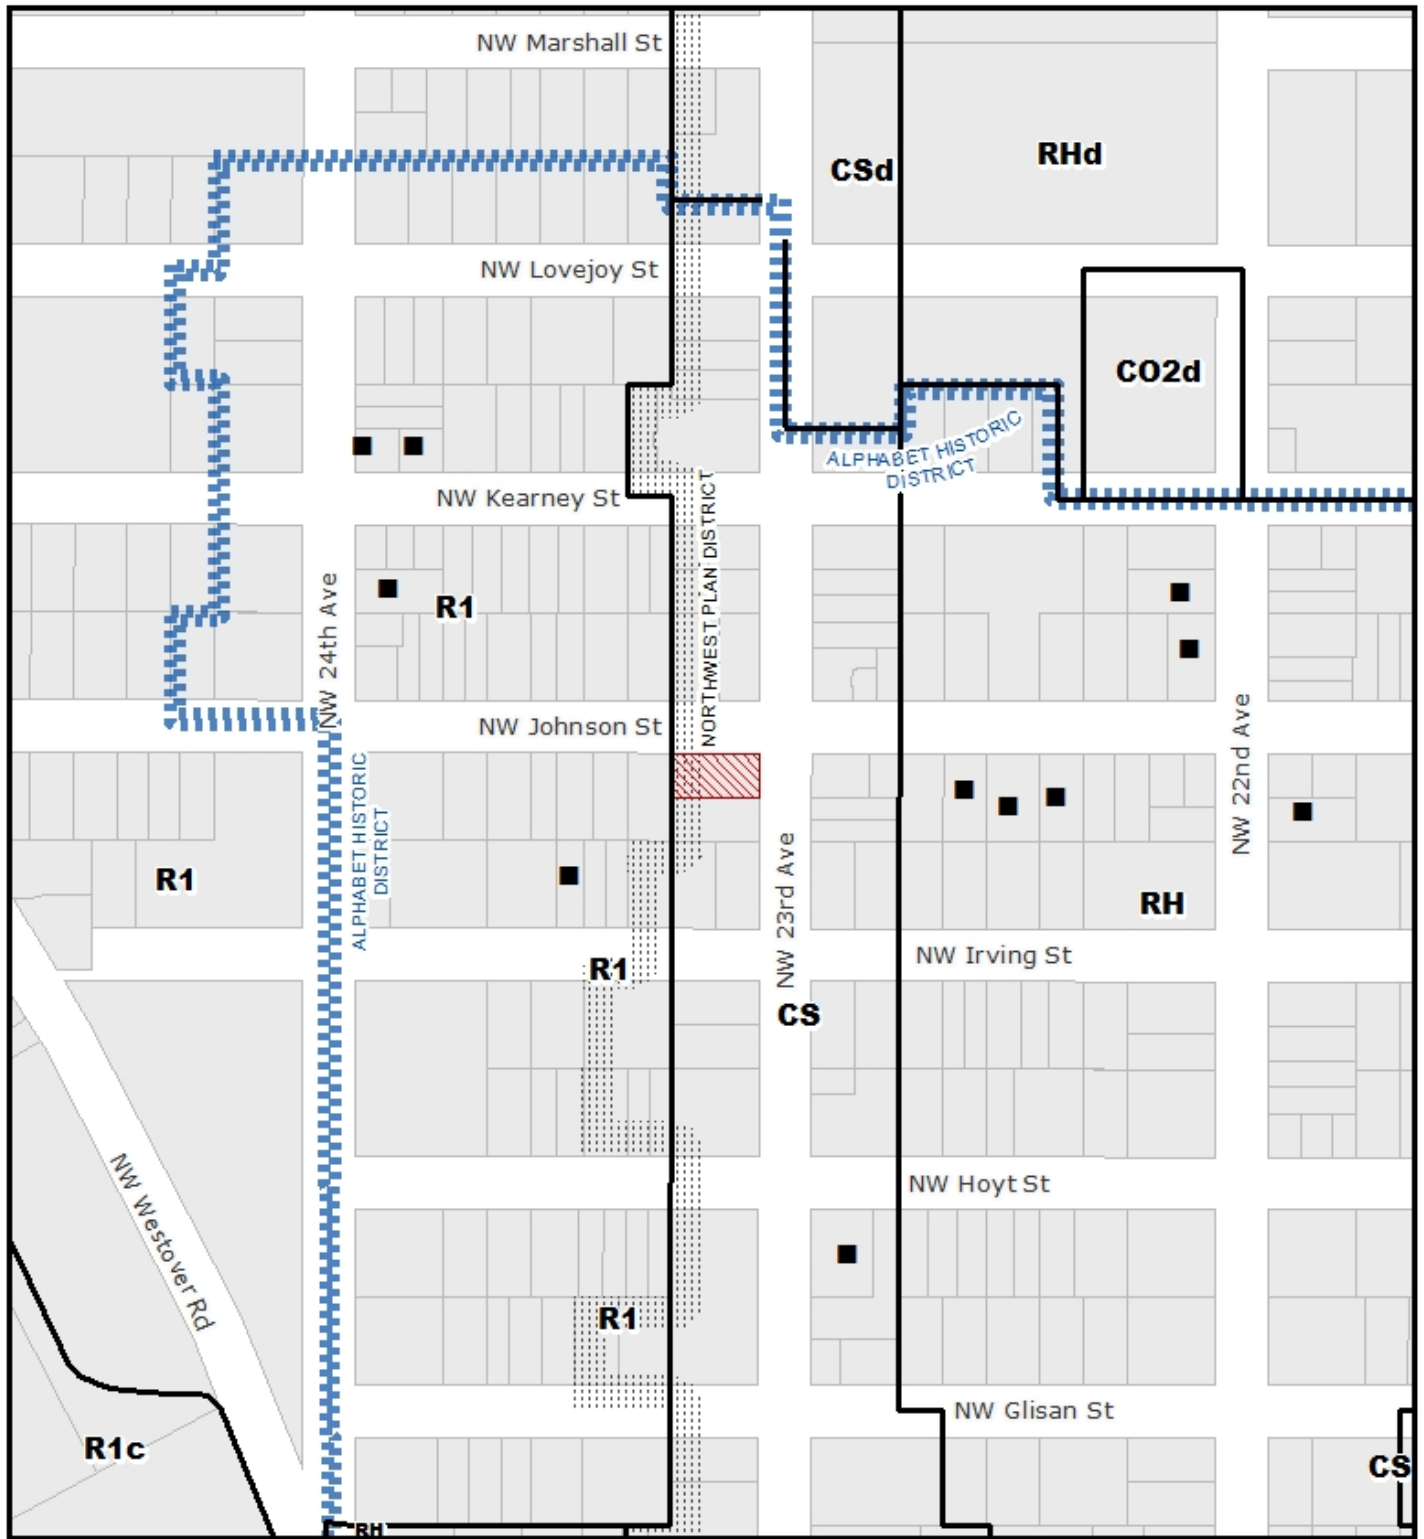 NW Marshall St
CSd
RHd
NW Lovejoy St
CO2d
ALPHABET HISTORIC
DISTRICT
NW Kearney St
NORTHWEST PLAN DISTRICT
NW 24th Ave
R1
NW Johnson St
NW 22nd Ave
ALPHABET HISTORIC
DISTRICT
NW 23rd Ave
R1
RH
NW Irving St
R1
CS
NW Westover Rd
NW Hoyt St
R1
NW Glisan St
R1c
CS
RH